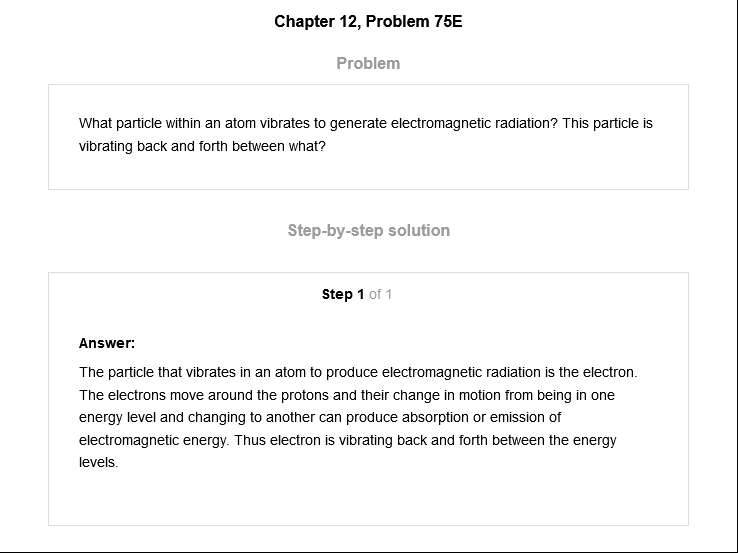 Chapter 12, Problem 75E
Problem
What particle within an atom vibrates to generate electromagnetic radiation? This particle is
vibrating back and forth between what?
Step-by-step solution
Step 1 of 1
Answer:
The particle that vibrates in an atom to produce electromagnetic radiation is the electron.
The electrons move around the protons and their change in motion from being in one
energy level and changing to another can produce absorption or emission of
electromagnetic energy. Thus electron is vibrating back and forth between the energy
levels.